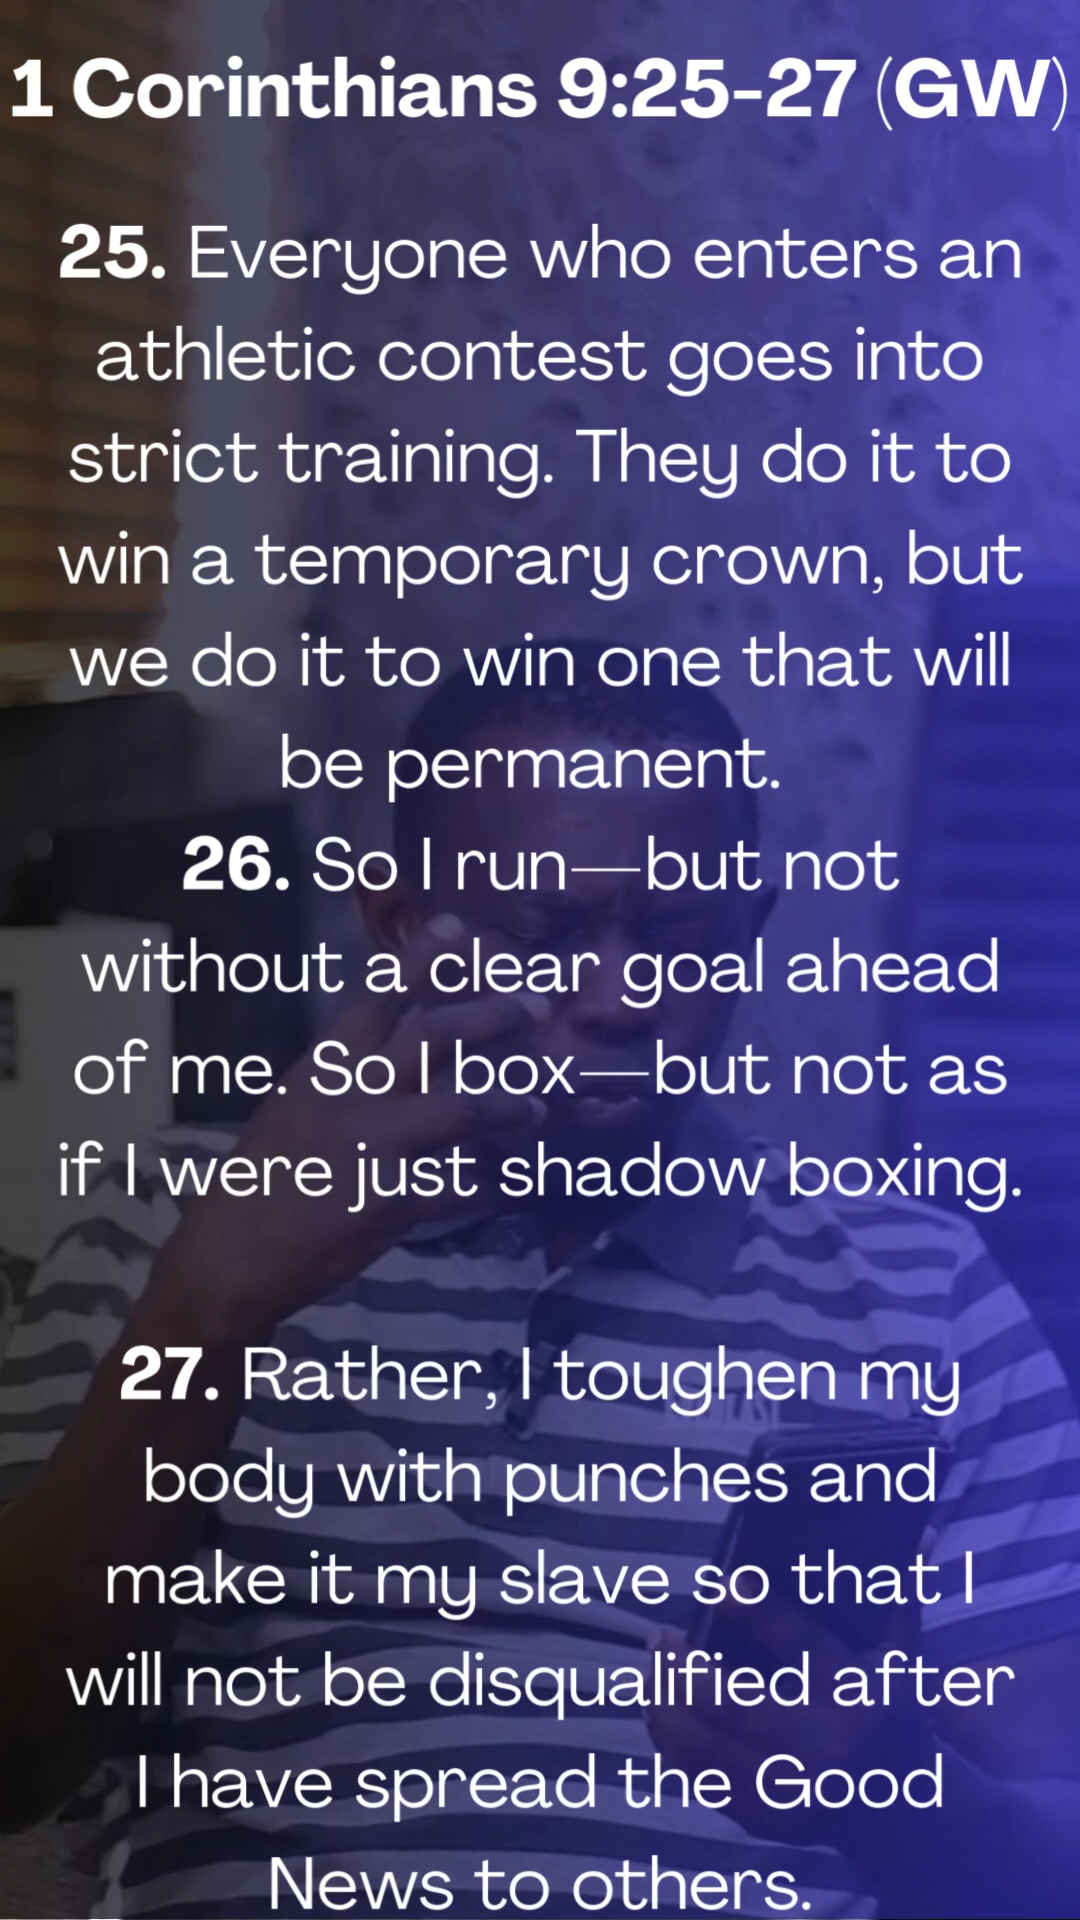 1 Corinthians 9:25-27 (GW)
25. Everyone who enters an
athletic contest goes into
strict training. They do it to
win a temporary crown, but
we do it to win one that will
be permanent.
26. So I run—but not
without a clear goal ahead
of me. So I box—but not as
if I were just shadow boxing.
27. Rather, I toughen my
body with punches and
make it my slave so that I
will not be disqualified after
I have spread the Good
News to others.